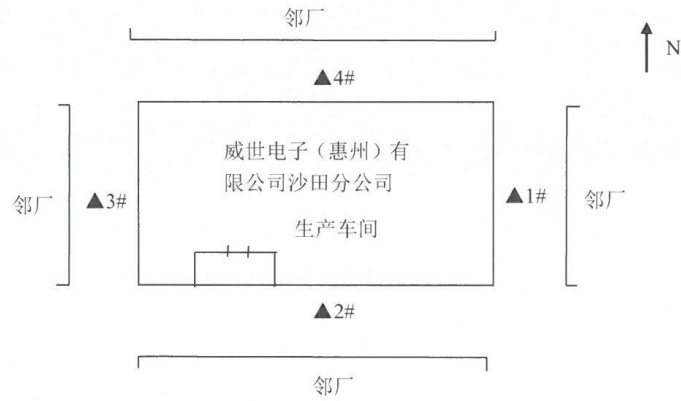 邻厂
N
▲4#
威世电子（惠州）有
限公司沙田分公司
邻厂
▲3#
▲1#
邻厂
生产车间
▲2#
邻厂